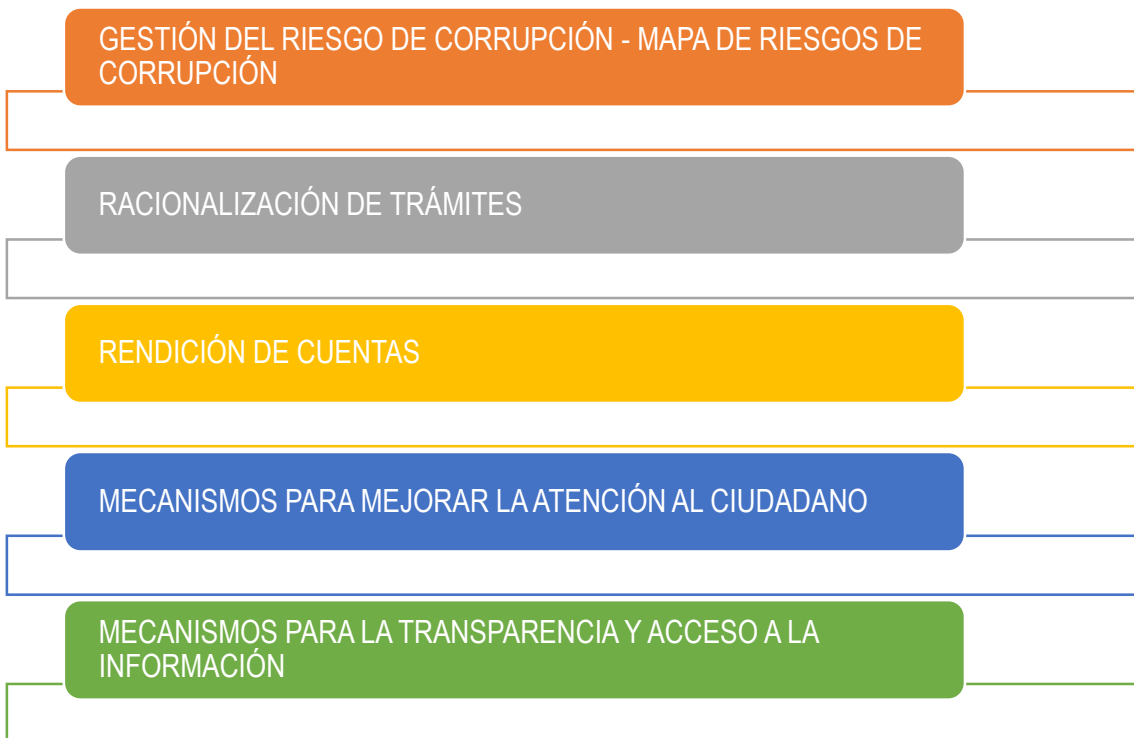 GESTIÓN DEL RIESGO DE CORRUPCIÓN - MAPA DE RIESGOS DE
CORRUPCIÓN
RACIONALIZACIÓN DE TRÁMITES
RENDICIÓN DE CUENTAS
MECANISMOS PARA MEJORAR LA ATENCIÓN AL CIUDADANO
MECANISMOS PARA LA TRANSPARENCIA Y ACCESO A LA
INFORMACIÓN